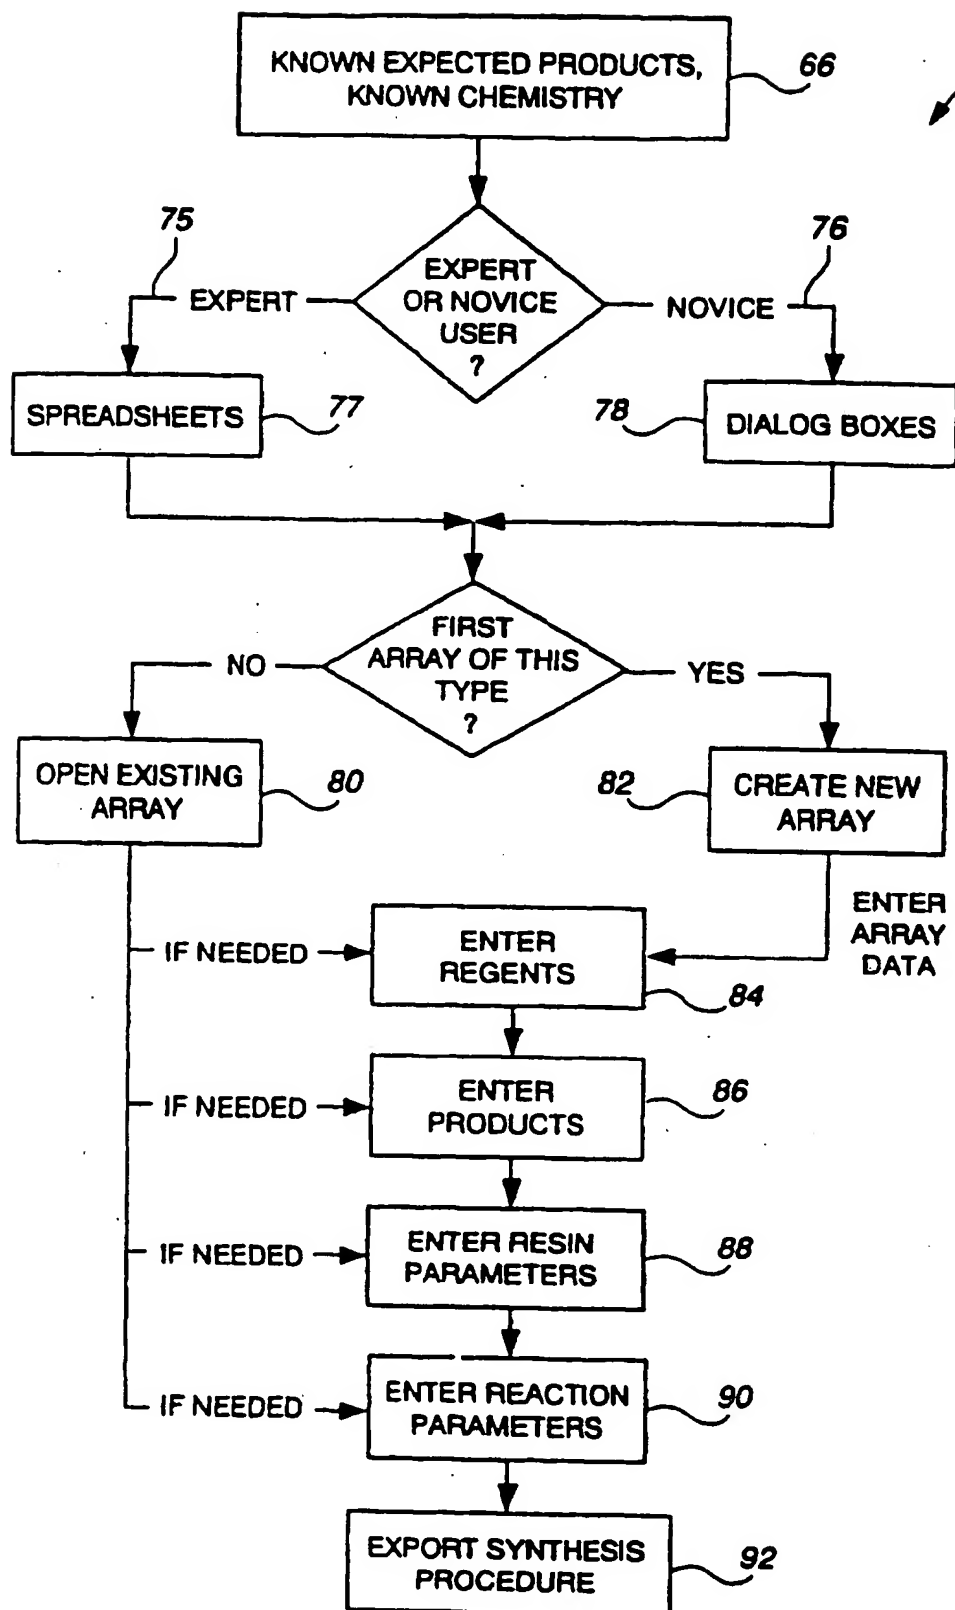 KNOWN EXPECTED PRODUCTS,
KNOWN CHEMISTRY
66
75
76
EXPERT
OR NOVICE
USER
?
EXPERT
NOVICE
SPREADSHEETS
77
78
DIALOG BOXES
FIRST
ARRAY OF THIS
TYPE
?
NO
YES
OPEN EXISTING
ARRAY
80
82
CREATE NEW
ARRAY
ENTER
ARRAY
DATA
IF NEEDED
ENTER
REGENTS
84
IF NEEDED
ENTER
PRODUCTS
86
IF NEEDED
ENTER RESIN
PARAMETERS
88
IF NEEDED
ENTER REACTION
PARAMETERS
90
EXPORT SYNTHESIS
PROCEDURE
92